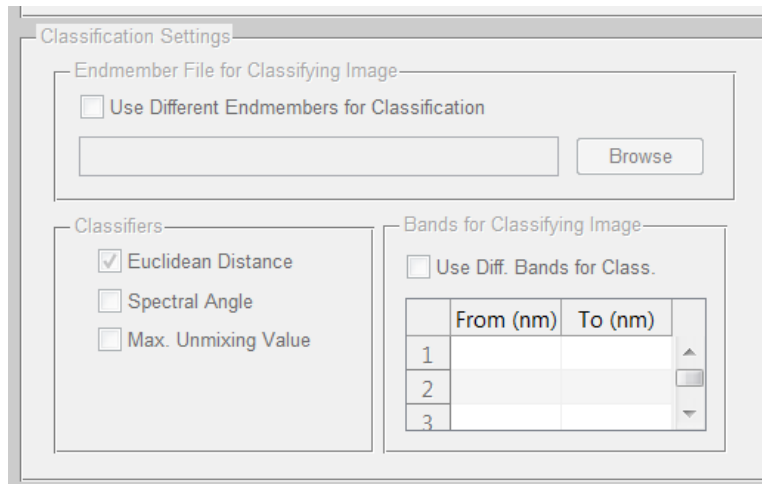 Classification Settings
Endmember File for Classifying Image
Use Different Endmembers for Classification
Browse
Classifiers
Euclidean Distance
Spectral Angle
Max. Unmixing Value
Bands for Classifying Image
Use Diff. Bands for Class.
From (nm) To (nm)
1
2
3